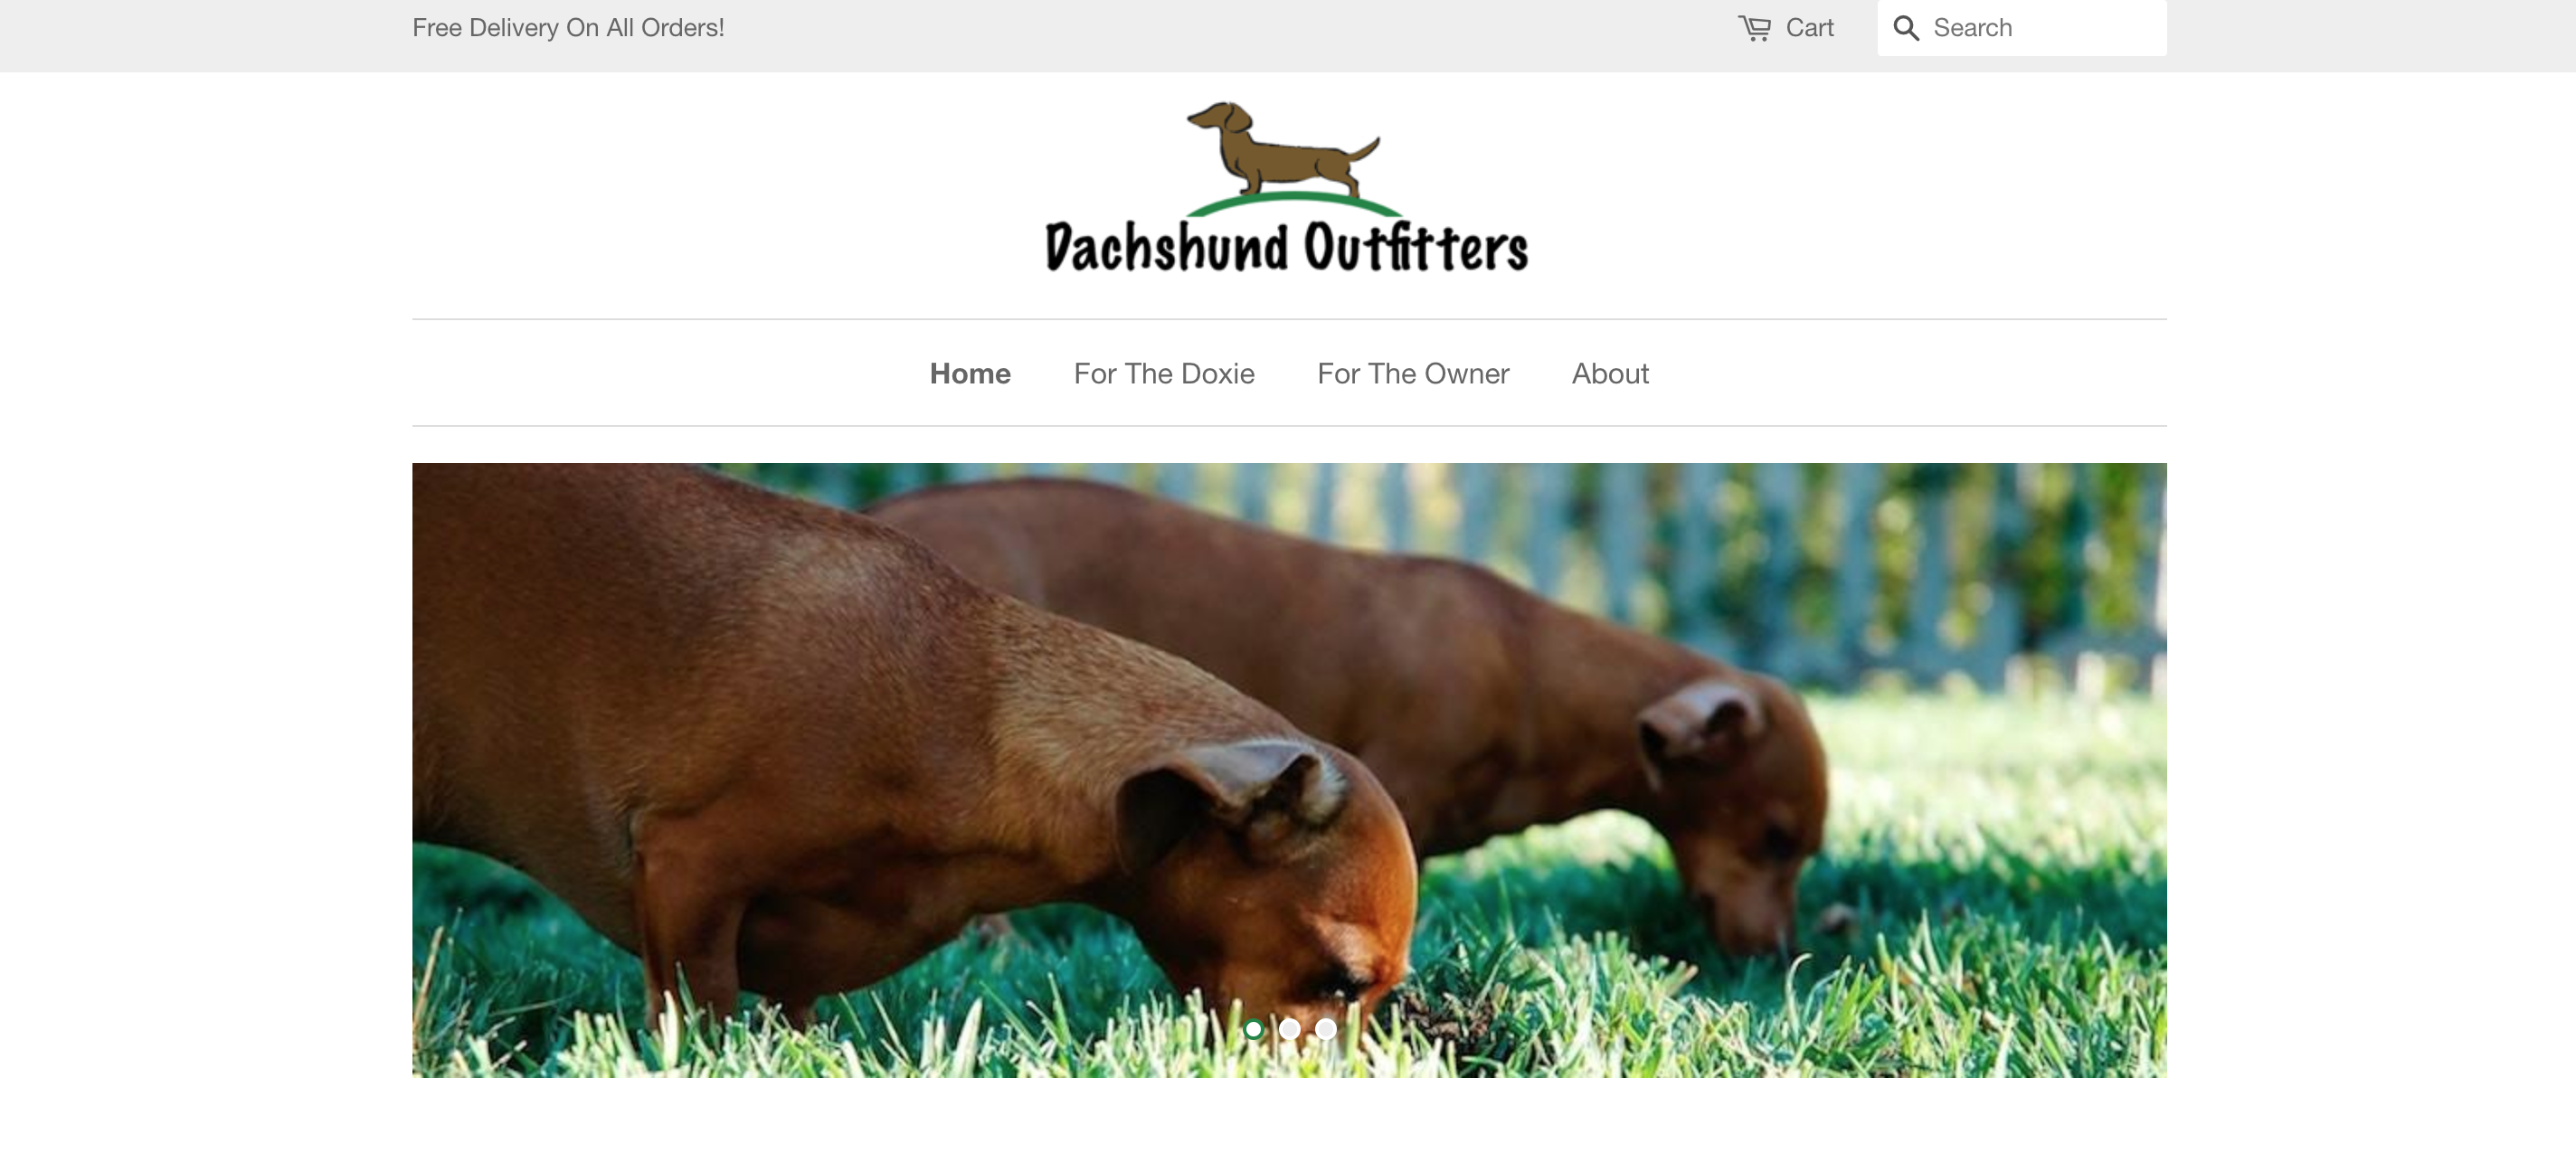 Free Delivery On All Orders!
Cart
Search
Dachshund Outfitters
Home
For The Doxie
For The Owner
About